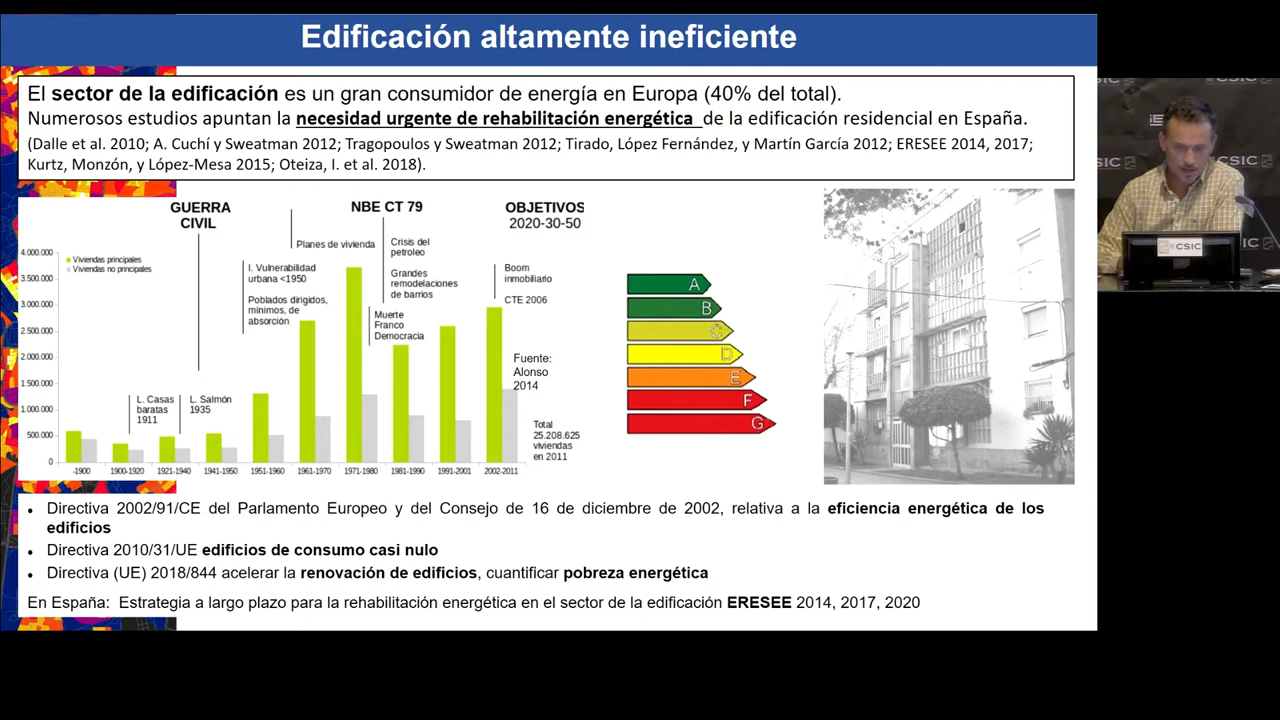 Edificación altamente ineficiente
El sector de la edificación es un gran consumidor de energía en Europa (40% del total).
Numerosos estudios apuntan la necesidad urgente de rehabilitación energética de la edificación residencial en España.
(Dalle et al. 2010; A. Cuchí y Sweatman 2012; Tragopoulos y Sweatman 2012; Tirado, López Fernández, y Martín García 2012; ERESEE 2014, 2017;
Kurtz, Monzón, y López-Mesa 2015; Oteiza, I. et al. 2018).
GUERRA
CIVIL
NBE CT 79
OBJETIVOS
2020-30-50
Planes de vivienda
Crisis del
petroleo
Grandes
remodelaciones
de barrios
I. Vulnerabilidad
urbana <1950
Poblados dirigidos,
mínimos, de
absorción
Muerte
Franco
Democracia
Boom
inmobiliario
CTE 2006
L. Casas
baratas
1911
L. Salmón
1935
Fuente:
Alonso
2014
Total
25.208.625
viviendas
en 2011
Viviendas principales
Viviendas no principales
4.000.000
3.500.000
3.000.000
2.500.000
2.000.000
1.500.000
1.000.000
500.000
0
-1900 1900-1920 1921-1940 1941-1950 1951-1960 1961-1970 1971-1980 1981-1990 1991-2001 2002-2011
A
B
C
D
E
F
G
CSIC
CSIC
CSIC
• Directiva 2002/91/CE del Parlamento Europeo y del Consejo de 16 de diciembre de 2002, relativa a la eficiencia energética de los
edificios
• Directiva 2010/31/UE edificios de consumo casi nulo
• Directiva (UE) 2018/844 acelerar la renovación de edificios, cuantificar pobreza energética
En España: Estrategia a largo plazo para la rehabilitación energética en el sector de la edificación ERESEE 2014, 2017, 2020